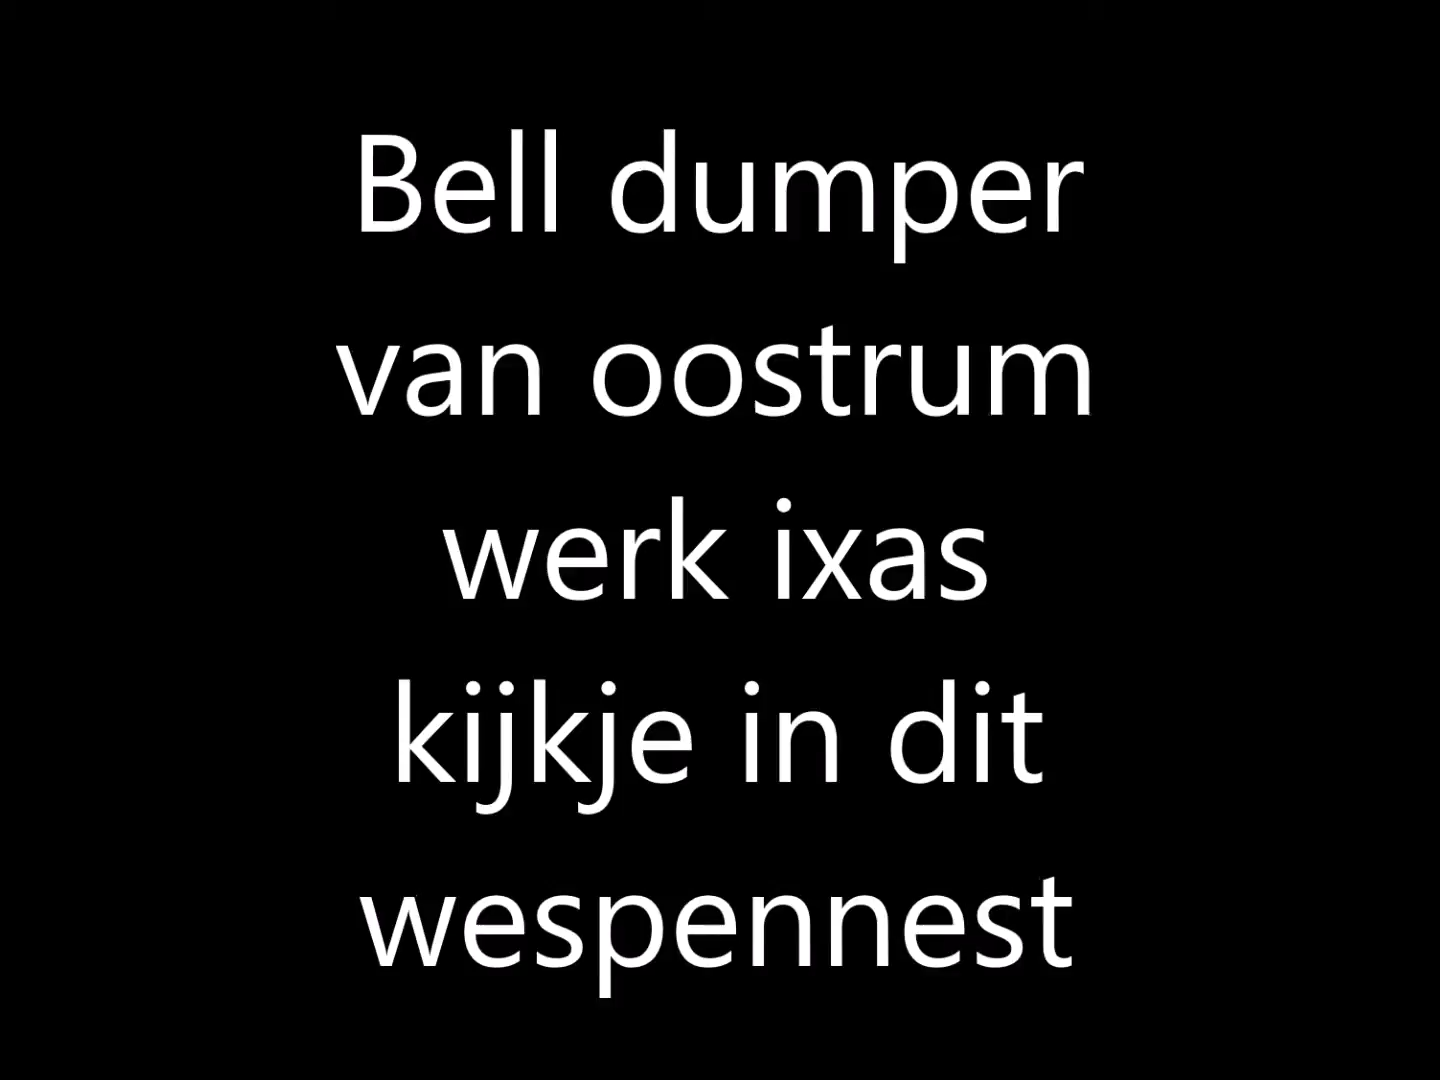 Bell dumper
van oostrum
werk ixas
kijkje in dit
wespennest